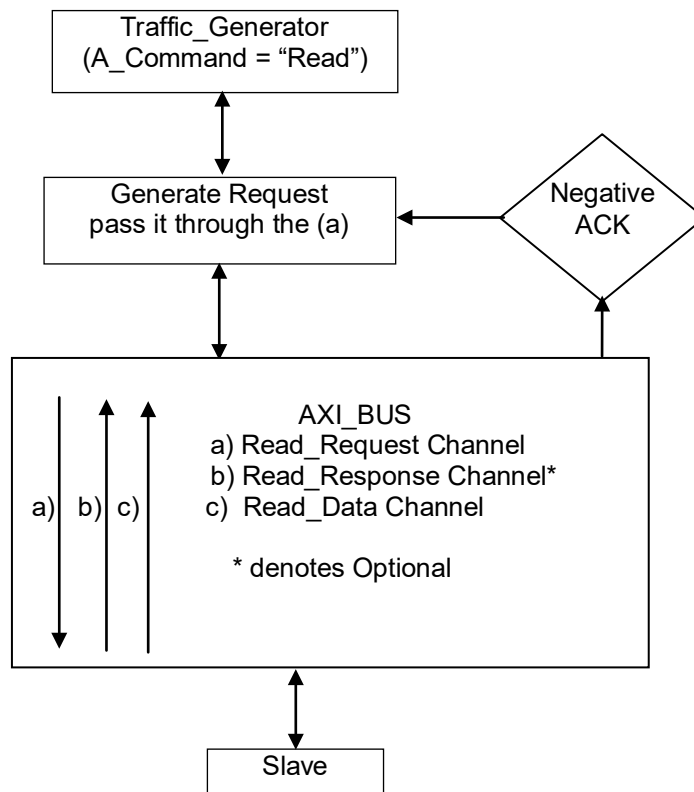 Traffic_Generator
(A_Command = “Read”)
Generate Request
pass it through the (a)
Negative
ACK
AXI_BUS
a) Read_Request Channel
b) Read_Response Channel*
c) Read_Data Channel
a) b) c)
* denotes Optional
Slave